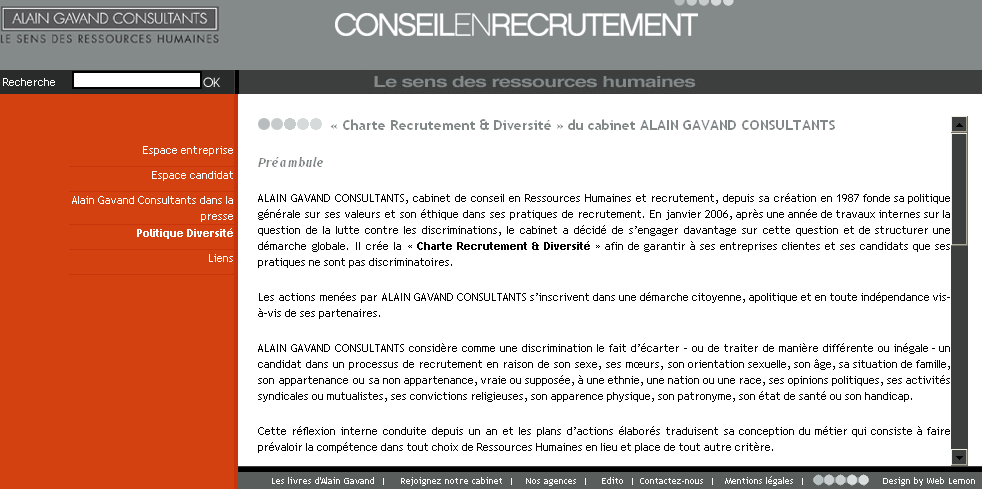 ALAIN GAVAND CONSULTANTS
LE SENS DES RESSOURCES HUMAINES
CONSEILENRECRUTEMENT
Recherche
OK
Le sens des ressources humaines
Espace entreprise
Espace candidat
Alain Gavand Consultants dans la
presse
Politique Diversité
Liens
« Charte Recrutement & Diversité » du cabinet ALAIN GAVAND CONSULTANTS
Préambule
ALAIN GAVAND CONSULTANTS, cabinet de conseil en Ressources Humaines et recrutement, depuis sa création en 1987 fonde sa politique
générale sur ses valeurs et son éthique dans ses pratiques de recrutement. En janvier 2006, après une année de travaux internes sur la
question de la lutte contre les discriminations, le cabinet a décidé de s'engager davantage sur cette question et de structurer une
démarche globale. Il crée la « Charte Recrutement & Diversité » afin de garantir à ses entreprises clientes et ses candidats que ses
pratiques ne sont pas discriminatoires.
Les actions menées par ALAIN GAVAND CONSULTANTS s'inscrivent dans une démarche citoyenne, apolitique et en toute indépendance vis-
à-vis de ses partenaires.
ALAIN GAVAND CONSULTANTS considère comme une discrimination le fait d'écarter - ou de traiter de manière différente ou inégale - un
candidat dans un processus de recrutement en raison de son sexe, ses mœurs, son orientation sexuelle, son âge, sa situation de famille,
son appartenance ou sa non appartenance, vraie ou supposée, à une ethnie, une nation ou une race, ses opinions politiques, ses activités
syndicales ou mutualistes, ses convictions religieuses, son apparence physique, son patronyme, son état de santé ou son handicap.
Cette réflexion interne conduite depuis un an et les plans d'actions élaborés traduisent sa conception du métier qui consiste à faire
prévaloir la compétence dans tout choix de Ressources Humaines en lieu et place de tout autre critère.
Les livres d'Alain Gavand | Rejoignez notre cabinet | Nos agences | Edito | Contactez-nous | Mentions légales | Design by Web Lemon